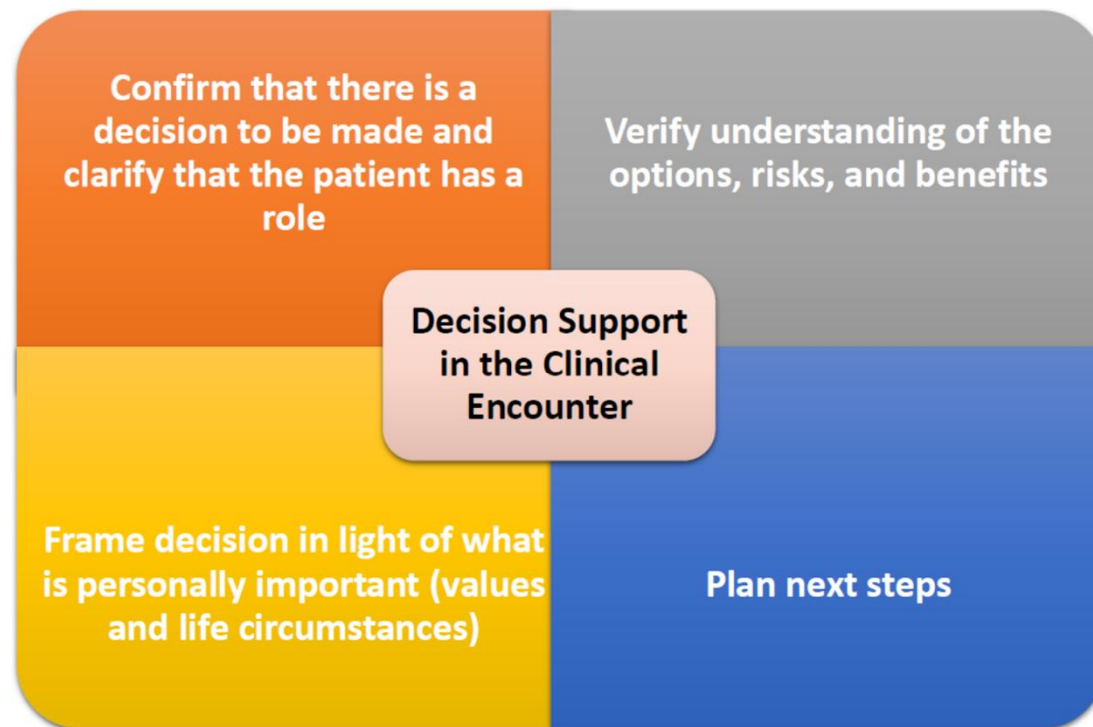 Confirm that there is a
decision to be made and
clarify that the patient has a
role
Verify understanding of the
options, risks, and benefits
Decision Support
in the Clinical
Encounter
Frame decision in light of what
is personally important (values
and life circumstances)
Plan next steps